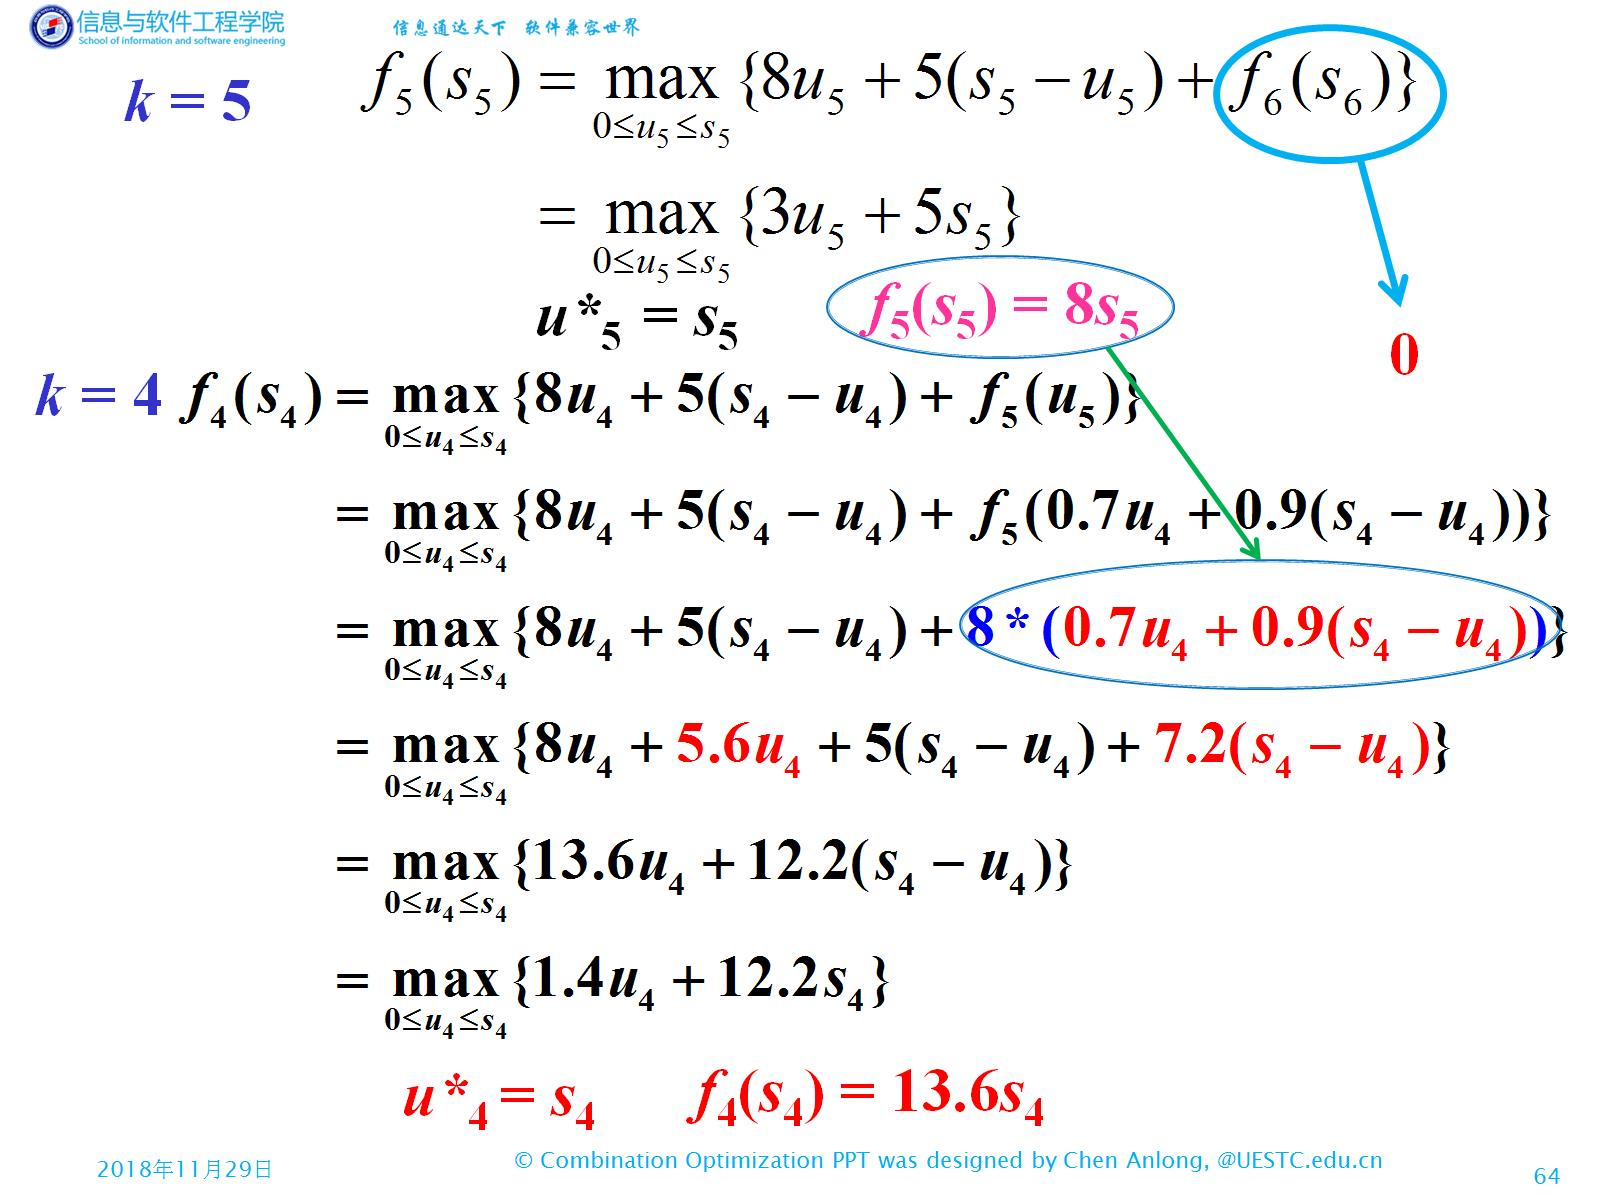 信息与软件工程学院
School of information and software engineering
信息通达天下 软件兼容世界
k = 5 f₅(s₅) = max {8u₅ + 5(s₅ − u₅) + f₆(s₆)}
0≤u₅≤s₅
= max {3u₅ + 5s₅}
0≤u₅≤s₅
u*₅ = s₅ f₅(s₅) = 8s₅
0
k = 4 f₄(s₄) = max {8u₄ + 5(s₄ − u₄) + f₅(u₅)}
0≤u₄≤s₄
= max {8u₄ + 5(s₄ − u₄) + f₅(0.7u₄ + 0.9(s₄ − u₄))}
0≤u₄≤s₄
= max {8u₄ + 5(s₄ − u₄) + 8*(0.7u₄ + 0.9(s₄ − u₄))}
0≤u₄≤s₄
= max {8u₄ + 5.6u₄ + 5(s₄ − u₄) + 7.2(s₄ − u₄)}
0≤u₄≤s₄
= max {13.6u₄ + 12.2(s₄ − u₄)}
0≤u₄≤s₄
= max {1.4u₄ + 12.2s₄}
0≤u₄≤s₄
u*₄ = s₄ f₄(s₄) = 13.6s₄
2018年11月29日 © Combination Optimization PPT was designed by Chen Anlong, @UESTC.edu.cn 64